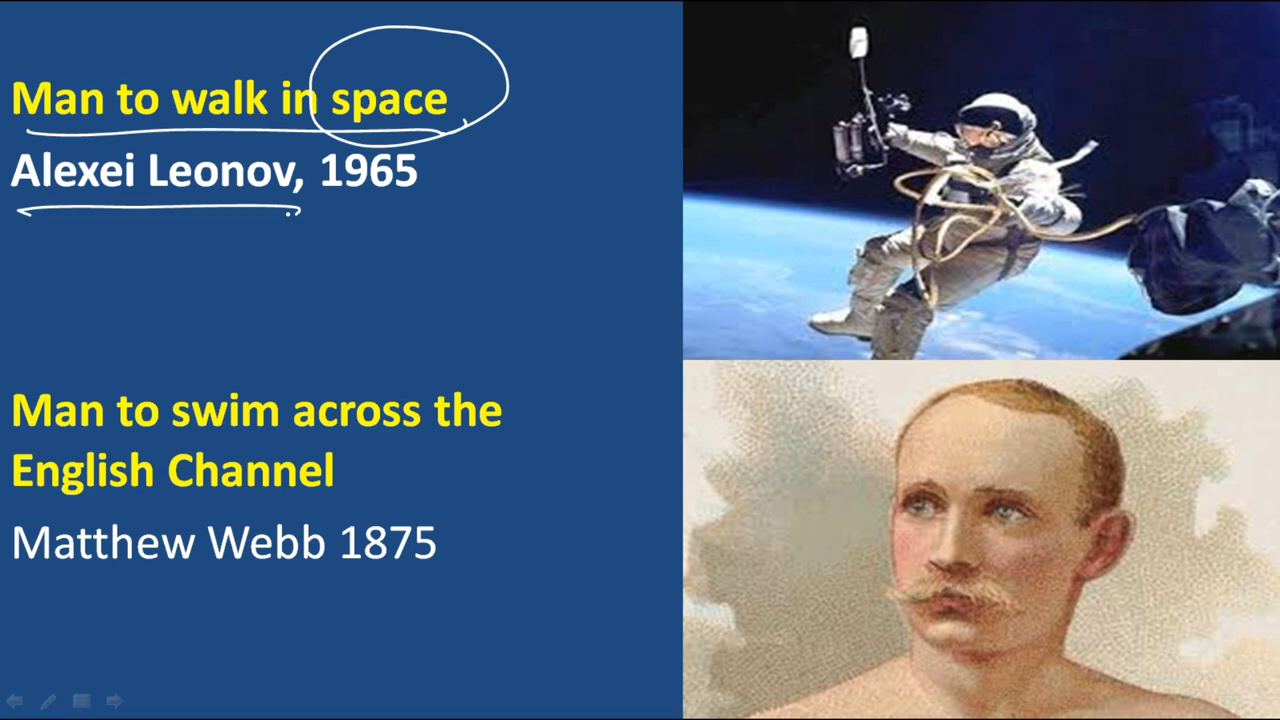 Man to walk in space
Alexei Leonov, 1965
Man to swim across the
English Channel
Matthew Webb 1875